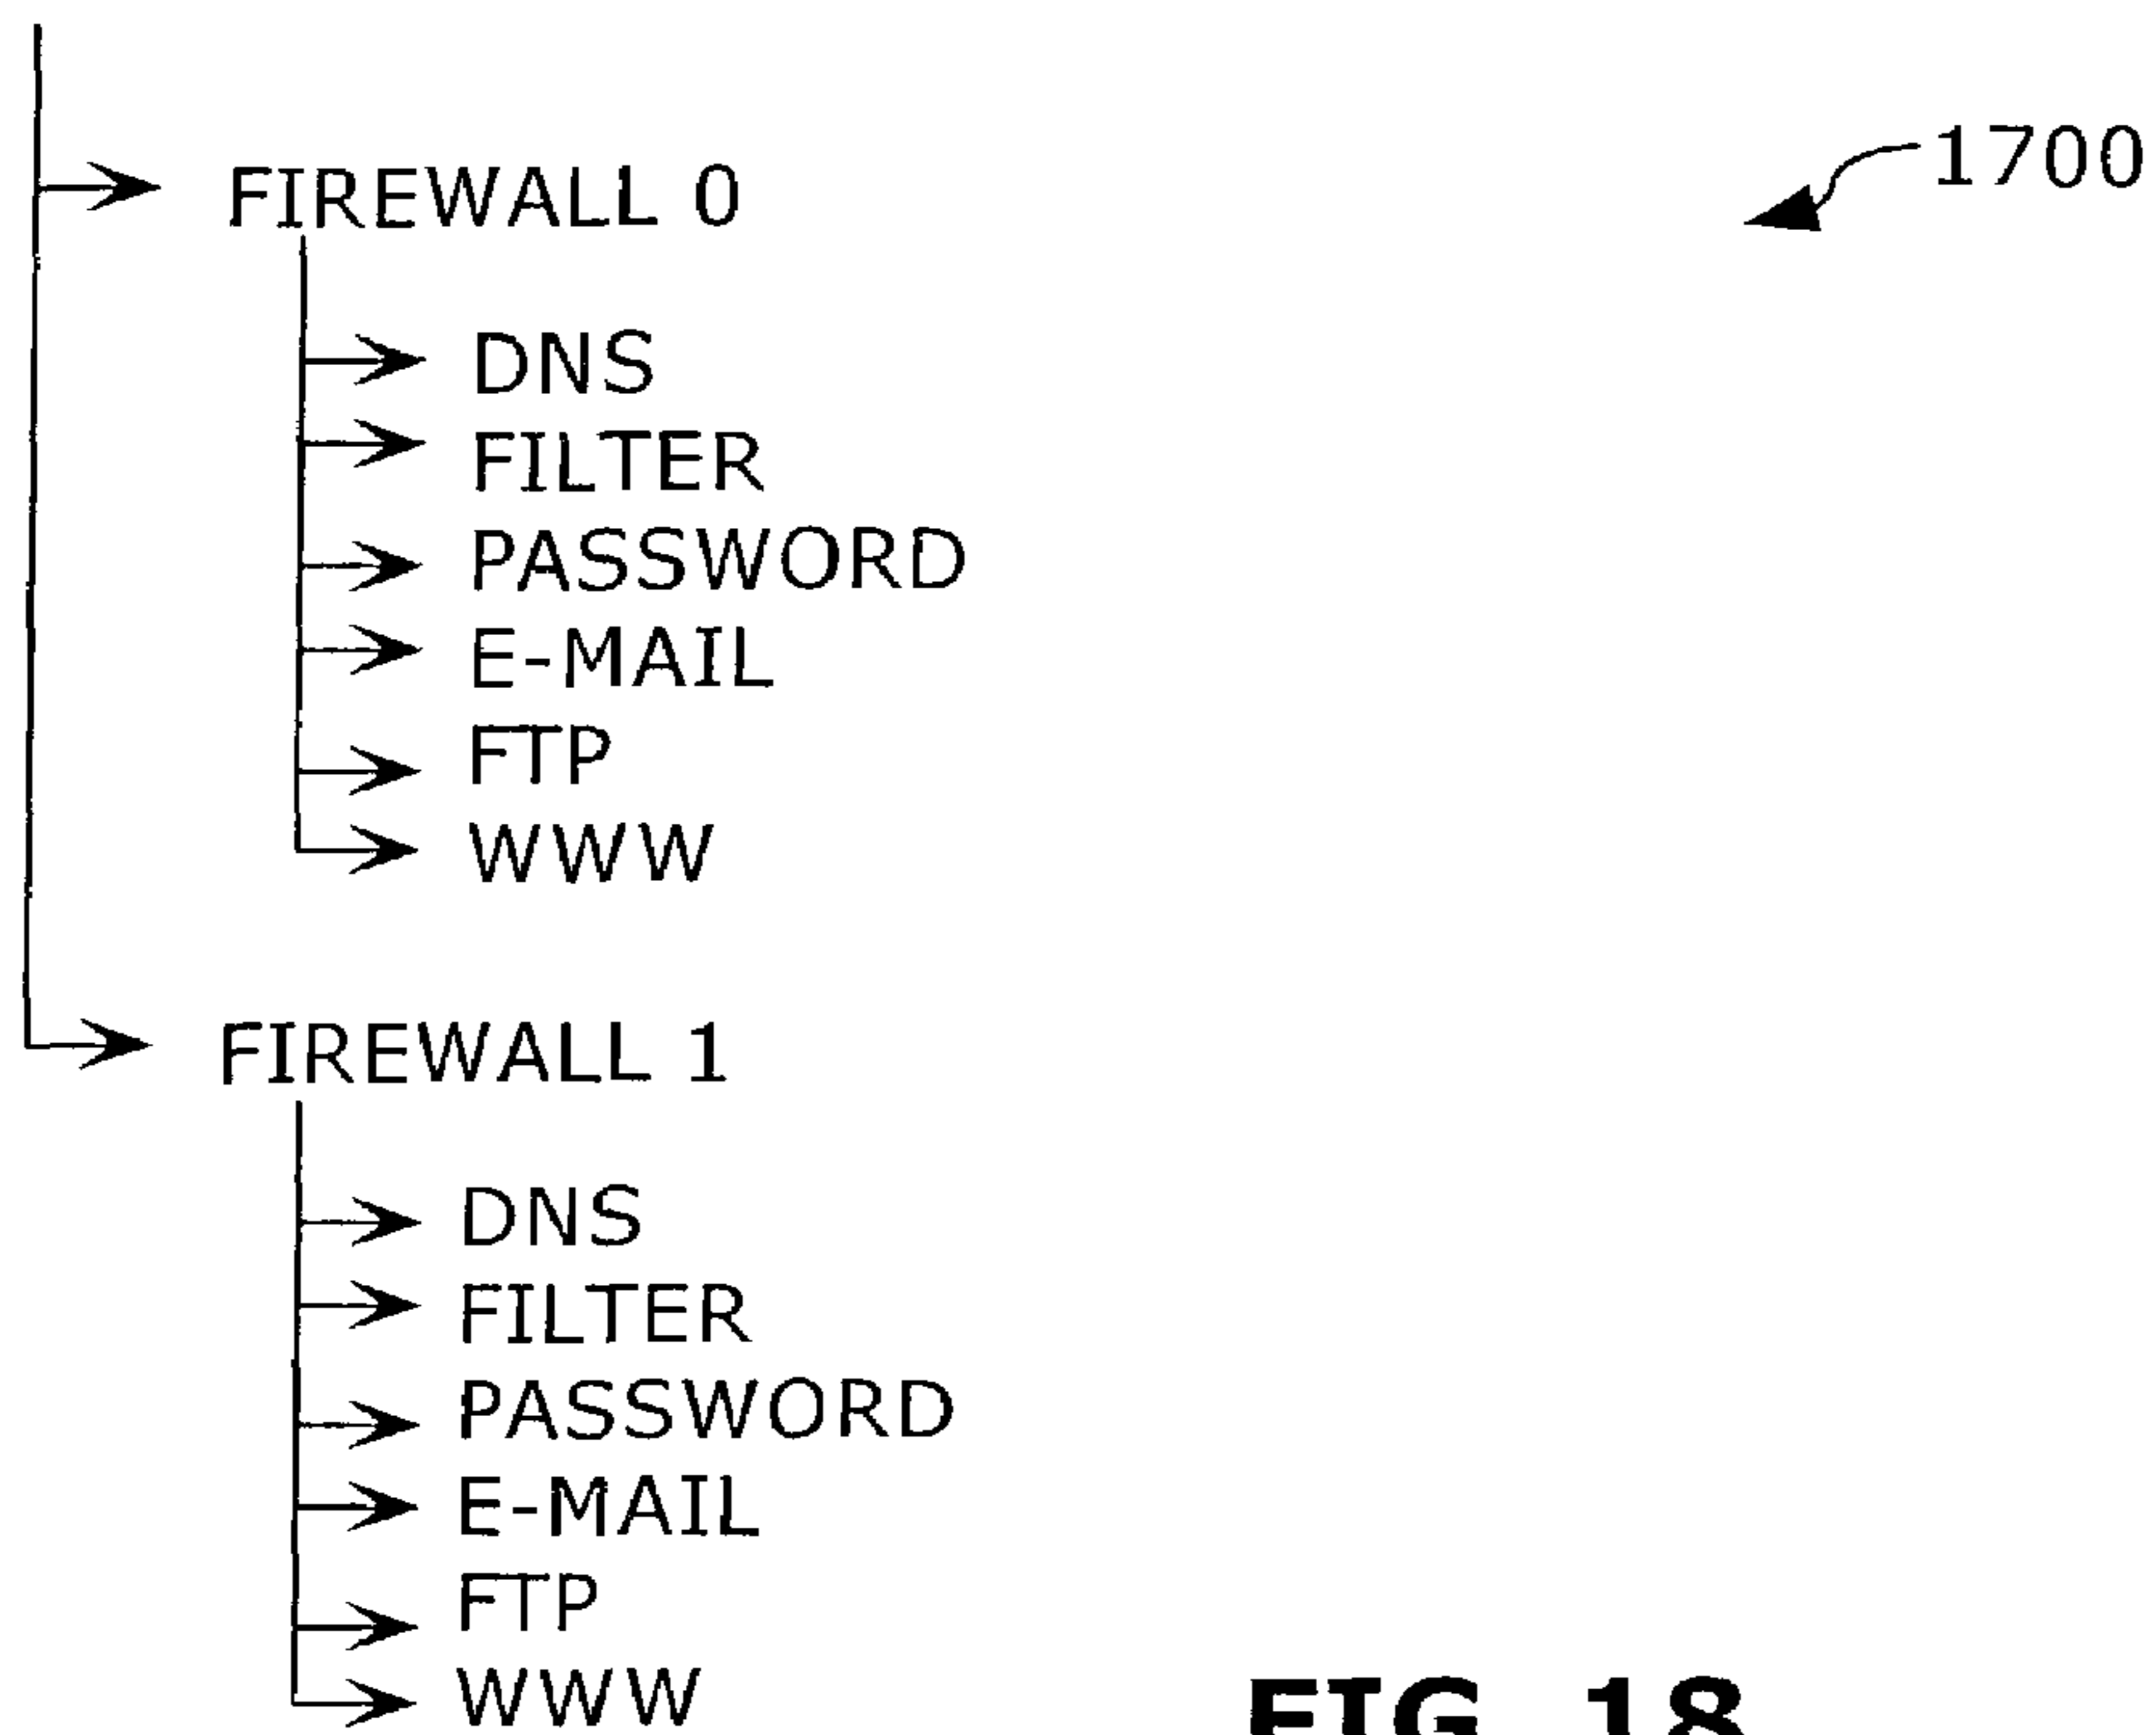 1700
FIREWALL 0
DNS
FILTER
PASSWORD
E-MAIL
FTP
WWW
FIREWALL 1
DNS
FILTER
PASSWORD
E-MAIL
FTP
WWW
FIG 18